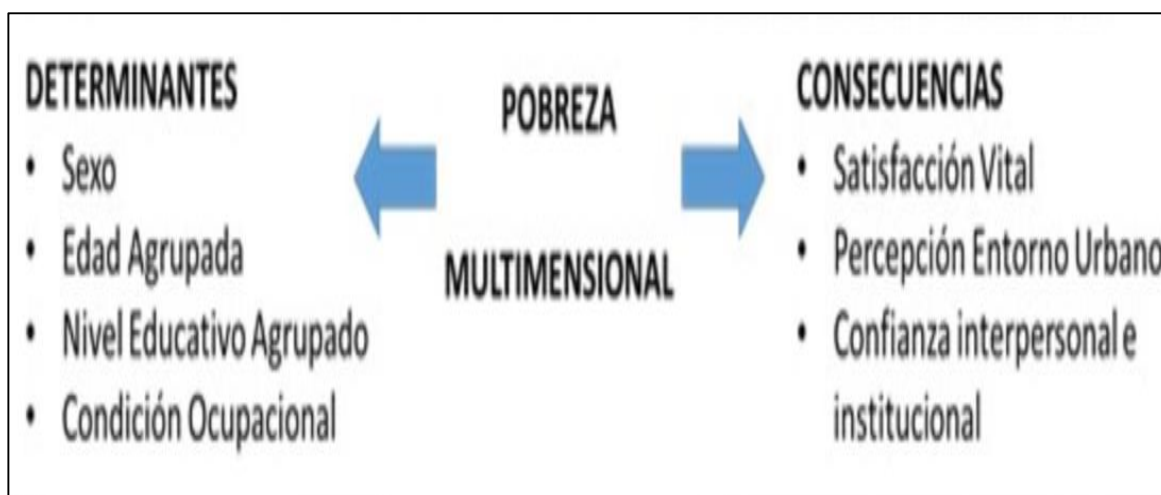 DETERMINANTES
• Sexo
• Edad Agrupada
• Nivel Educativo Agrupado
• Condición Ocupacional
POBREZA
MULTIMENSIONAL
CONSECUENCIAS
• Satisfacción Vital
• Percepción Entorno Urbano
• Confianza interpersonal e
institucional